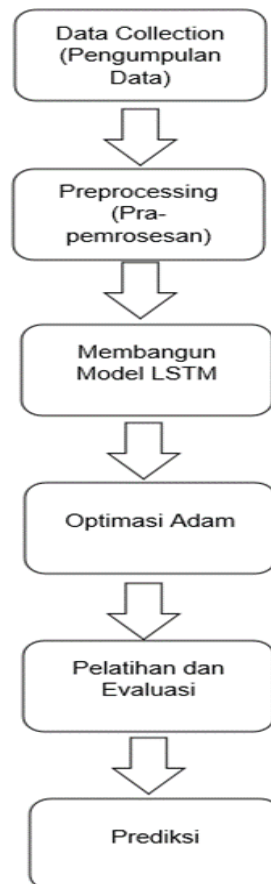 Data Collection
(Pengumpulan
Data)
Preprocessing
(Pra-
pemrosesan)
Membangun
Model LSTM
Optimasi Adam
Pelatihan dan
Evaluasi
Prediksi